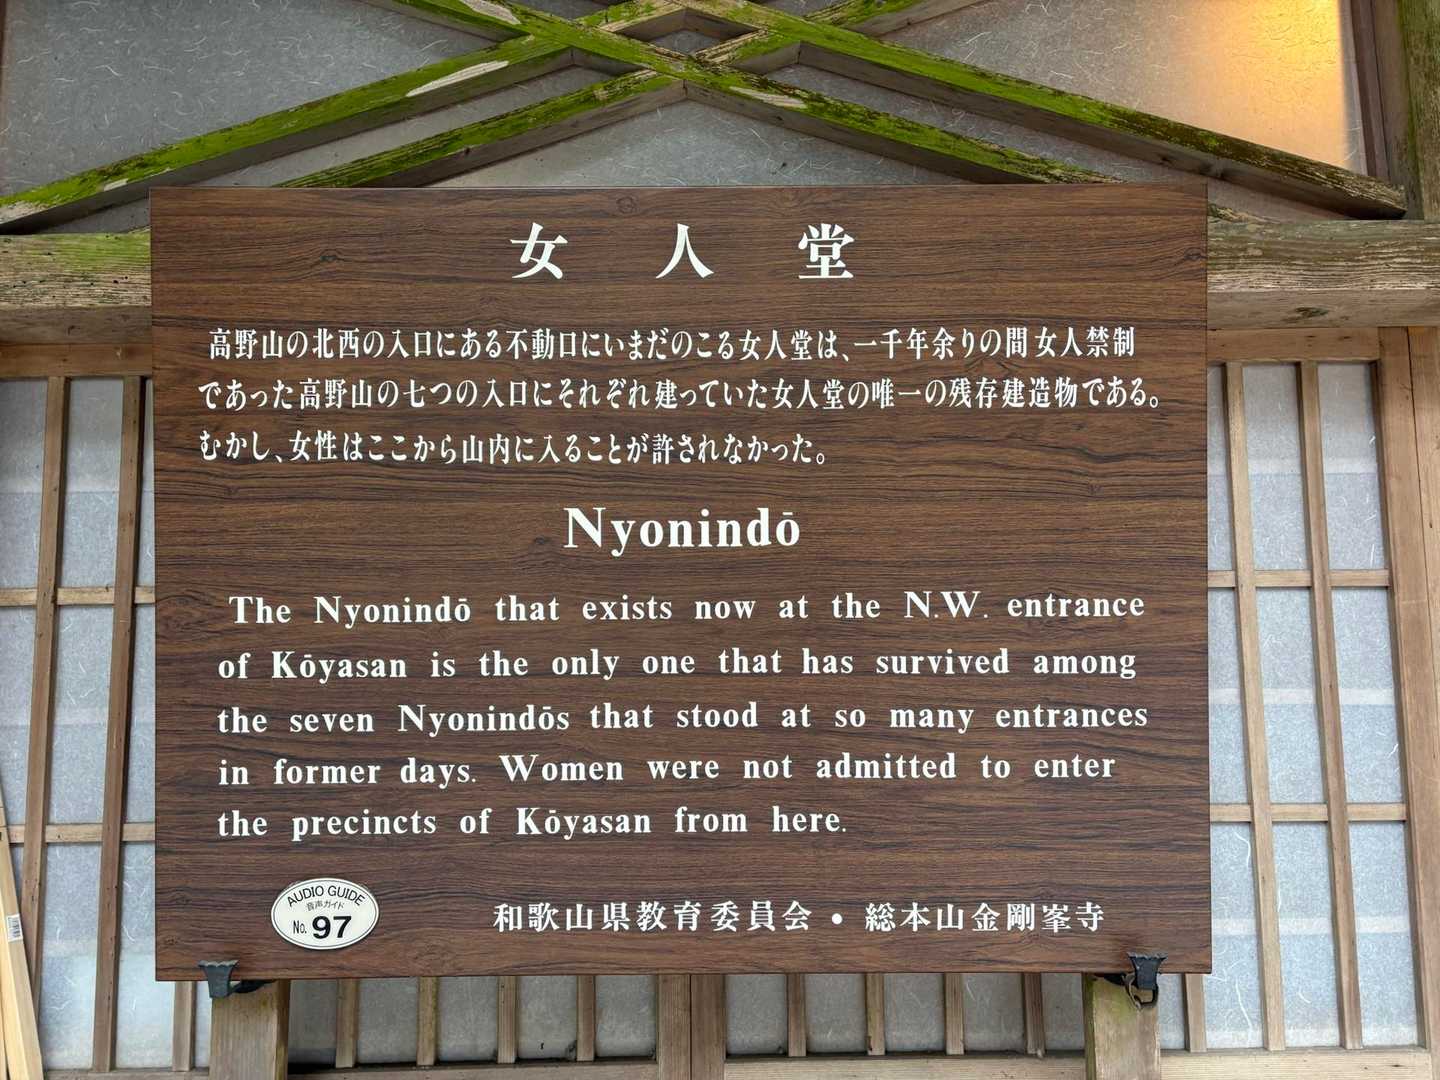 女人堂
高野山の北西の入口にある不動口にいまだのこる女人堂は、一千年余りの間女人禁制
であった高野山の七つの入口にそれぞれ建っていた女人堂の唯一の残存建造物である。
むかし、女性はここから山内に入ることが許されなかった。
Nyonindō
The Nyonindō that exists now at the N.W. entrance
of Kōyasan is the only one that has survived among
the seven Nyonindōs that stood at so many entrances
in former days. Women were not admitted to enter
the precincts of Kōyasan from here.
AUDIO GUIDE
音声ガイド
No. 97
和歌山県教育委員会・総本山金剛峯寺